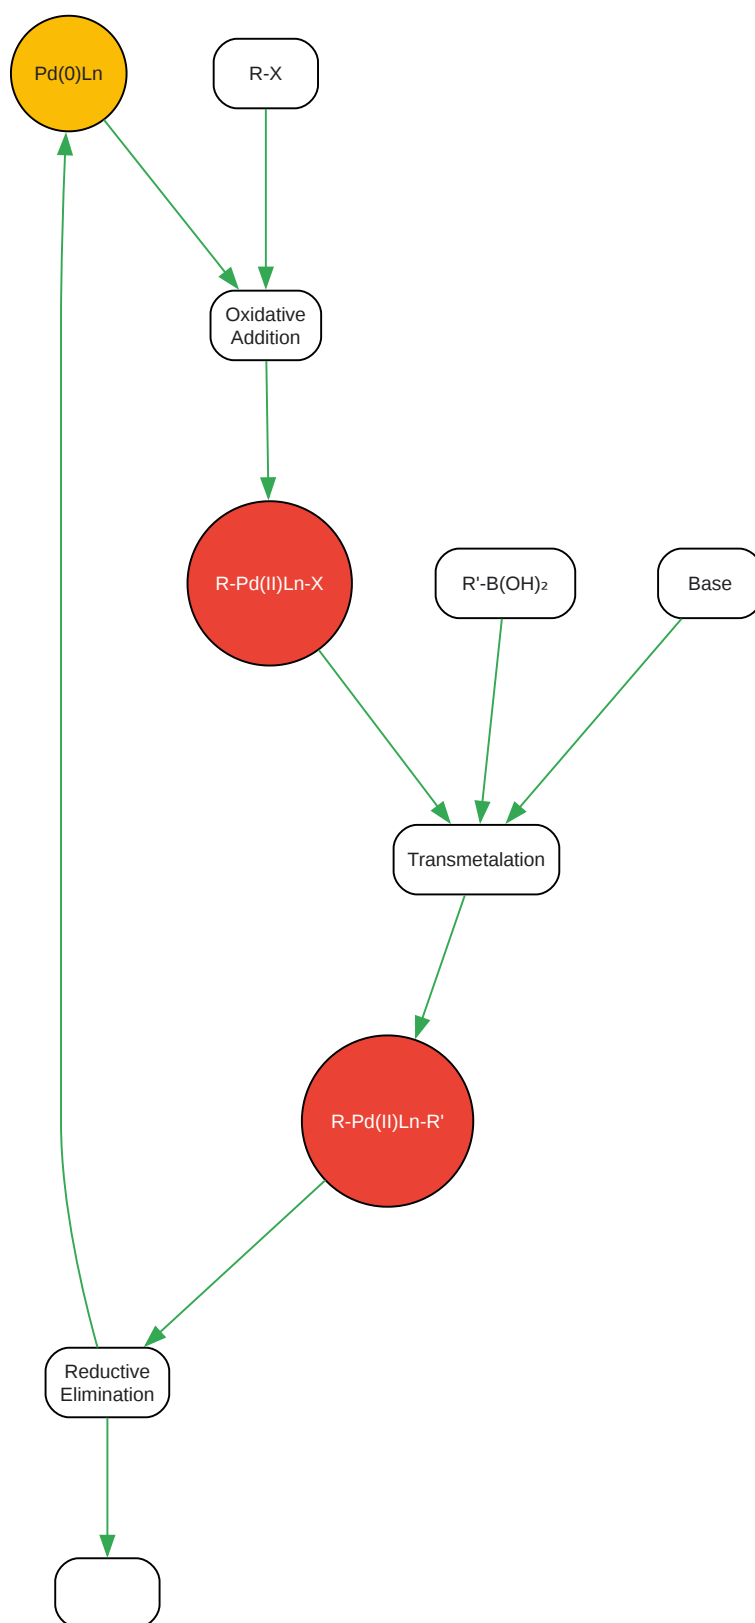 Pd(0)Ln
R-X
Oxidative
Addition
R-Pd(II)Ln-X
R'-B(OH)₂
Base
Transmetalation
R-Pd(II)Ln-R'
Reductive
Elimination